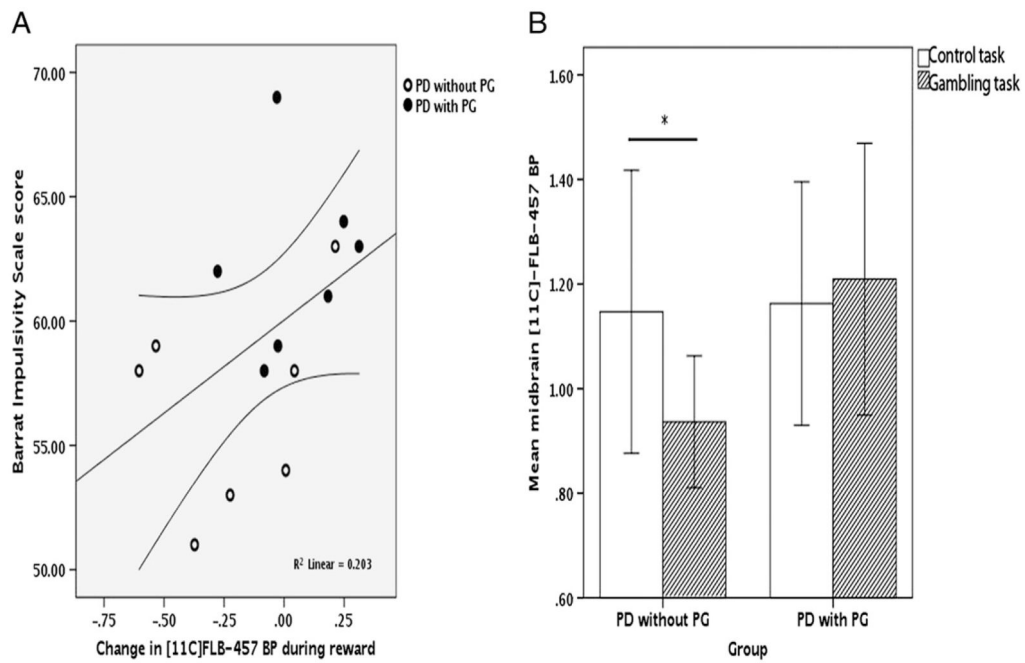 A
Barrat Impulsivity Scale score
70.00
65.00
60.00
55.00
50.00
-.75
-.50
-.25
.00
.25
Change in [11C]FLB-457 BP during reward
PD without PG
PD with PG
R² Linear = 0.203
B
Mean midbrain [11C]-FLB-457 BP
1.60
1.40
1.20
1.00
.80
.60
*
PD without PG
PD with PG
Group
Control task
Gambling task